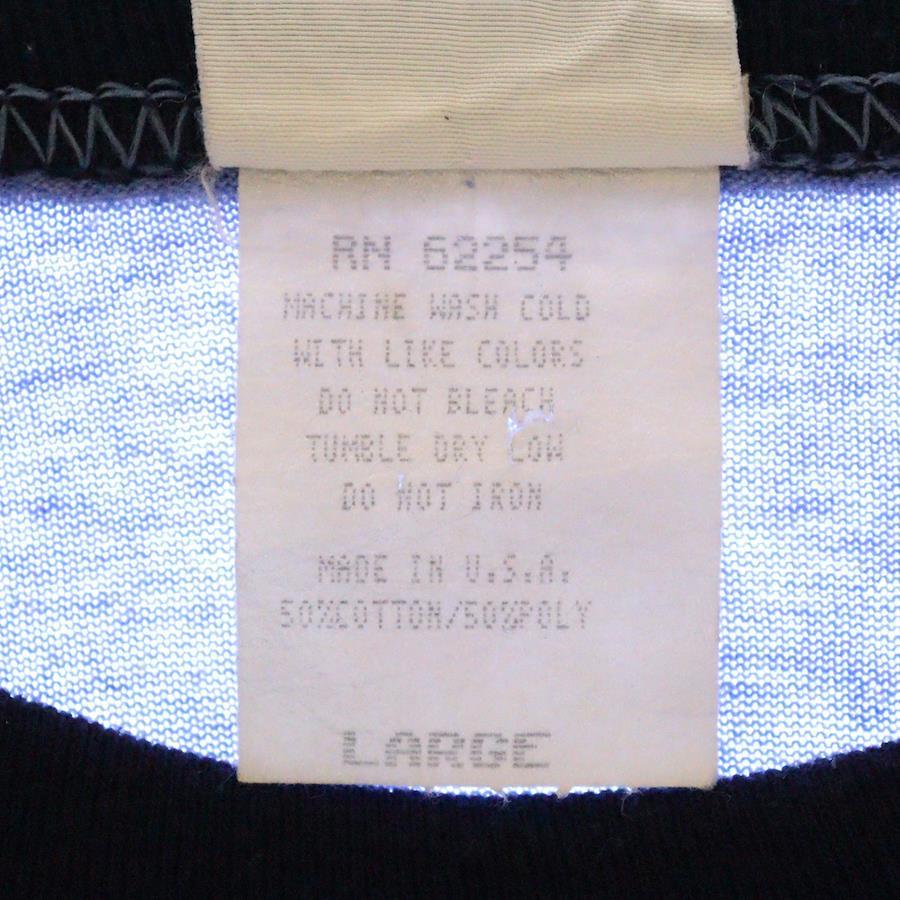 RN 62254
MACHINE WASH COLD
WITH LIKE COLORS
DO NOT BLEACH
TUMBLE DRY LOW
DO NOT IRON
MADE IN U.S.A.
50%COTTON/50%POLY
LARGE